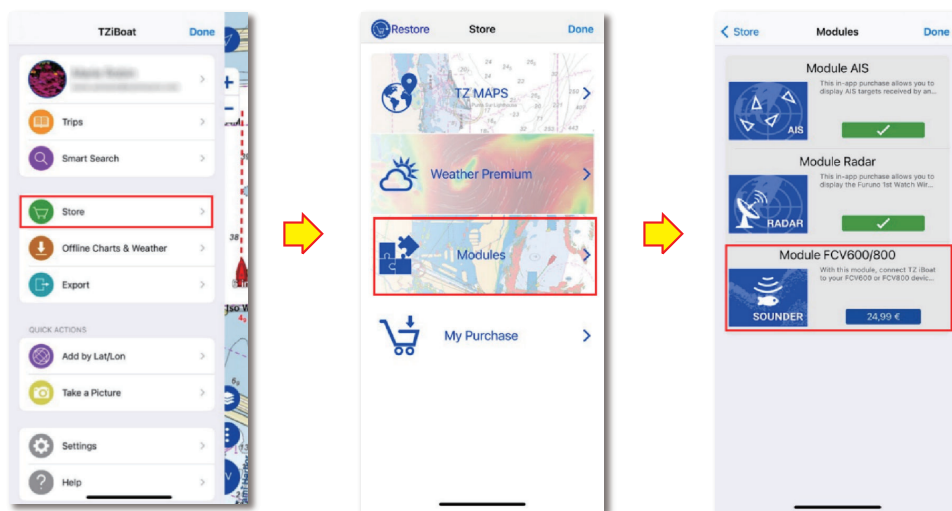 TZiBoat
Done
Trips
Smart Search
Store
Offline Charts & Weather
Export
QUICK ACTIONS
Add by Lat/Lon
Take a Picture
Settings
Help
Restore
Store
Done
TZ MAPS
Weather Premium
Modules
My Purchase
Store
Modules
Done
Module AIS
This in-app purchase allows you to
display AIS targets received by an...
AIS
Module Radar
This in-app purchase allows you to
display the Furuno 1st Watch Wir...
RADAR
Module FCV600/800
With this module, connect TZ iBoat
to your FCV600 or FCV800 devic...
SOUNDER
24,99 €